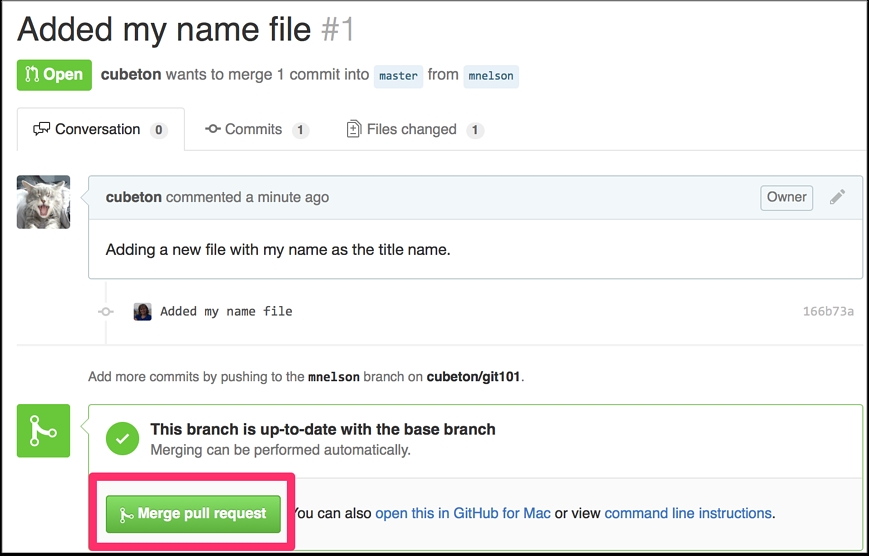 Added my name file #1
Open cubeton wants to merge 1 commit into master from mnelson
Conversation 0 Commits 1 Files changed 1
cubeton commented a minute ago Owner
Adding a new file with my name as the title name.
Added my name file 166b73a
Add more commits by pushing to the mnelson branch on cubeton/git101.
This branch is up-to-date with the base branch
Merging can be performed automatically.
Merge pull request You can also open this in GitHub for Mac or view command line instructions.